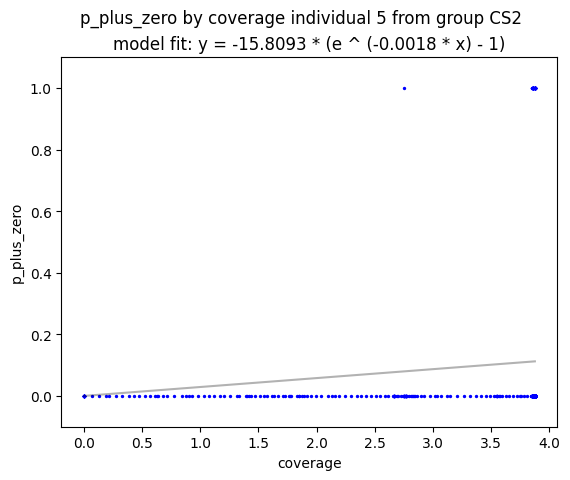 p_plus_zero by coverage individual 5 from group CS2
model fit: y = -15.8093 * (e ^ (-0.0018 * x) - 1)
1.0
0.8
0.6
0.4
0.2
0.0
p_plus_zero
0.0 0.5 1.0 1.5 2.0 2.5 3.0 3.5 4.0
coverage